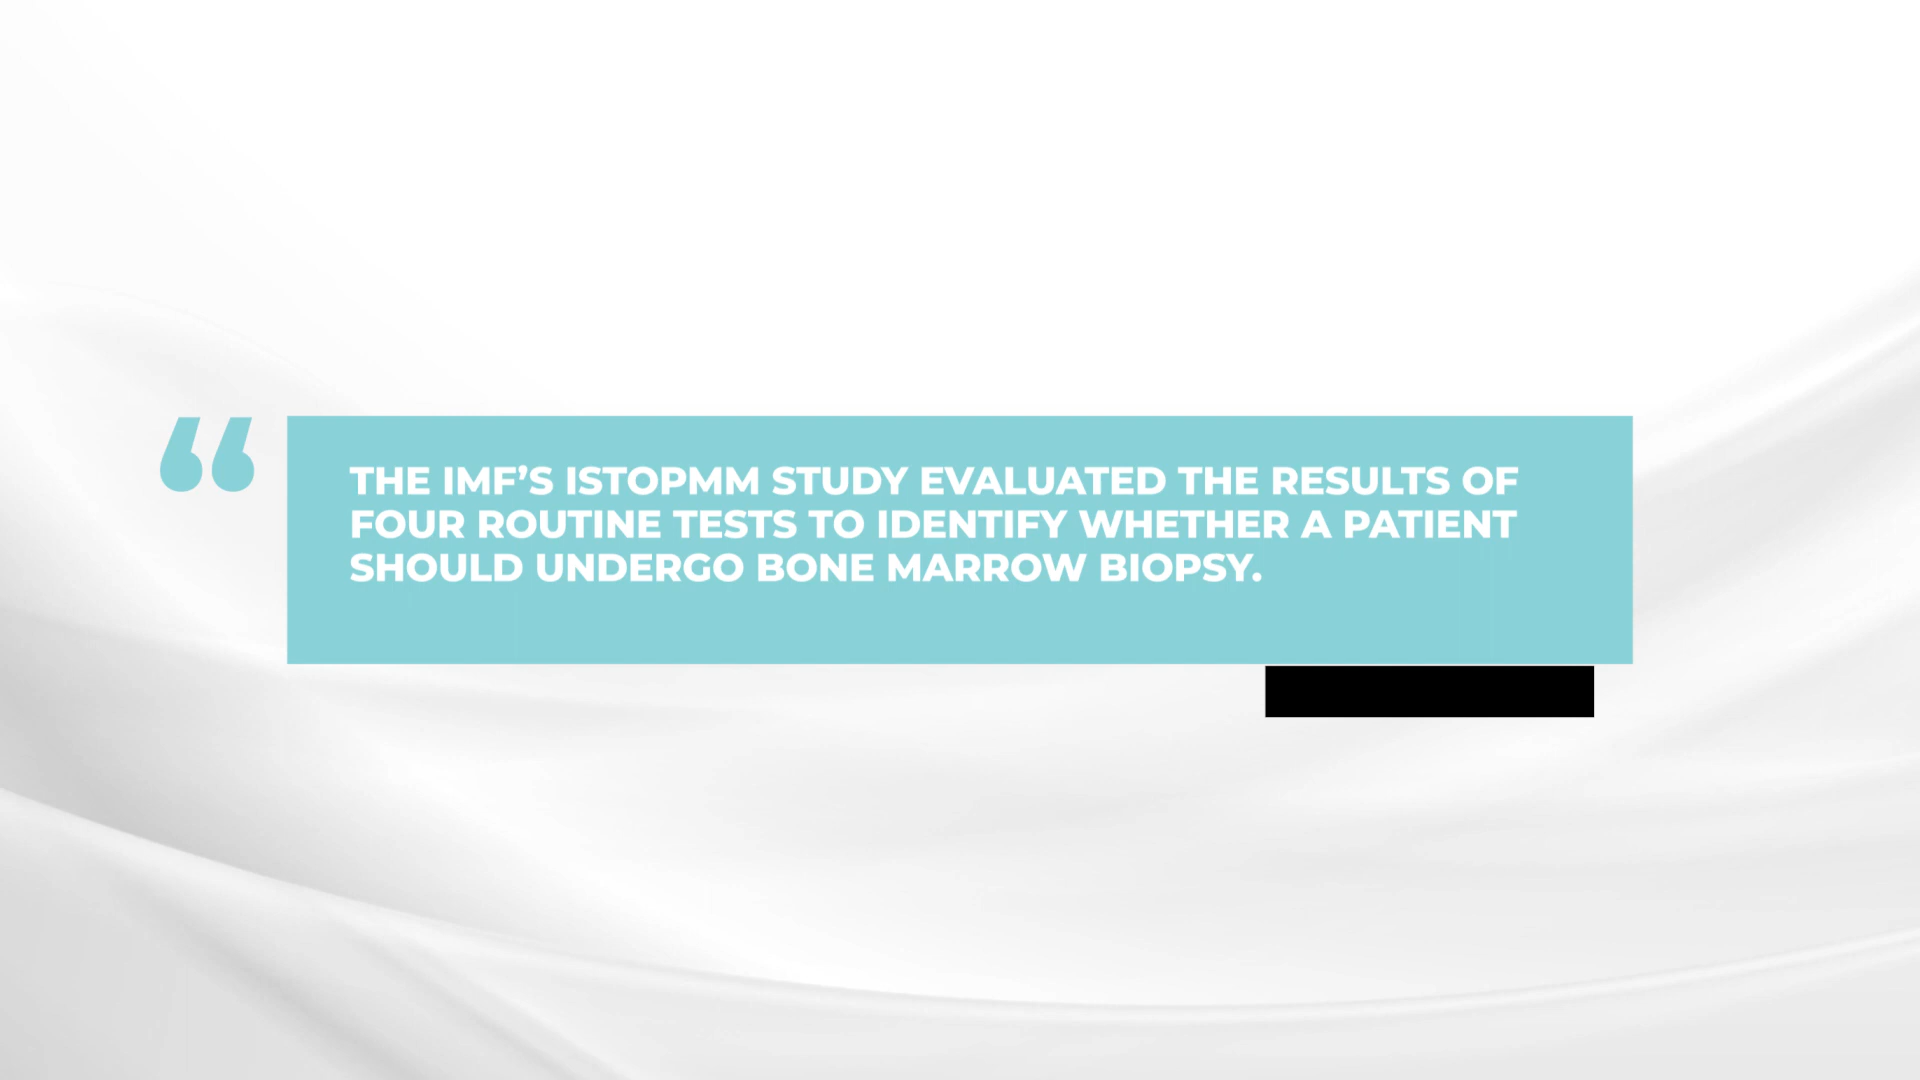 “
THE IMF’S ISTOPMM STUDY EVALUATED THE RESULTS OF
FOUR ROUTINE TESTS TO IDENTIFY WHETHER A PATIENT
SHOULD UNDERGO BONE MARROW BIOPSY.